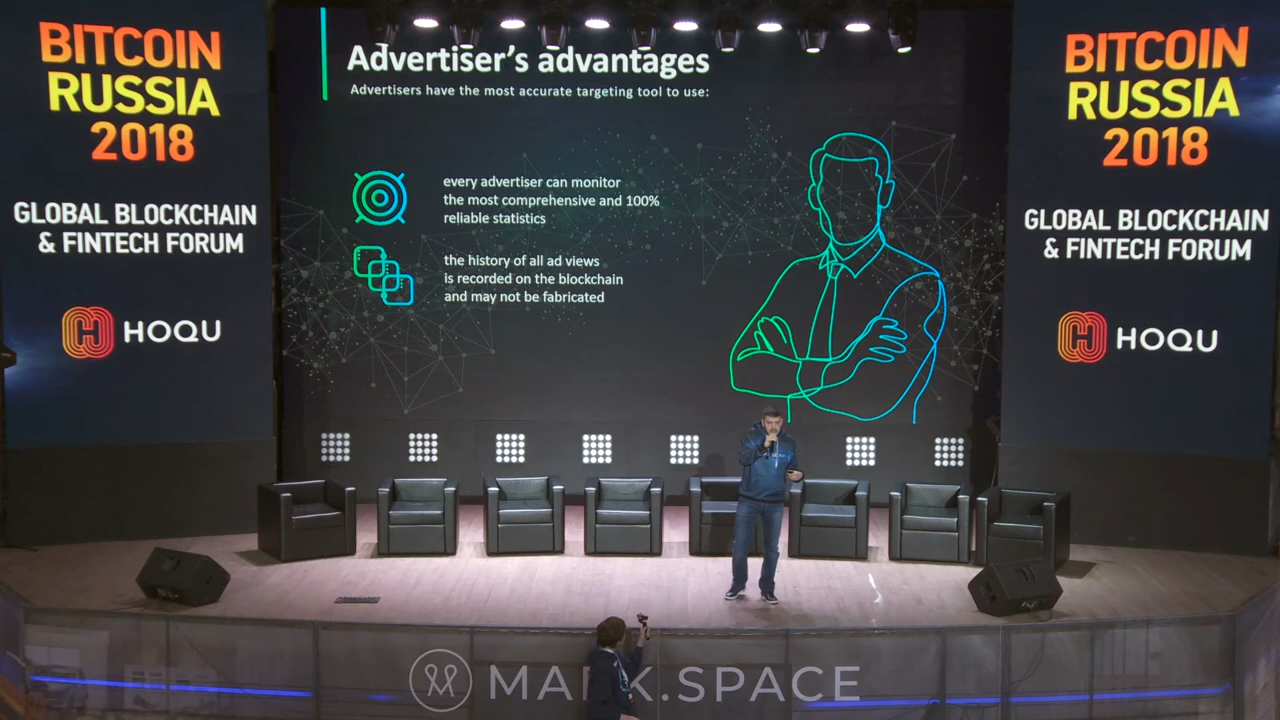 BITCOIN
RUSSIA
2018
GLOBAL BLOCKCHAIN
& FINTECH FORUM
HOQU
Advertiser's advantages
Advertisers have the most accurate targeting tool to use:
every advertiser can monitor
the most comprehensive and 100%
reliable statistics
the history of all ad views
is recorded on the blockchain
and may not be fabricated
BITCOIN
RUSSIA
2018
GLOBAL BLOCKCHAIN
& FINTECH FORUM
HOQU
MARK.SPACE